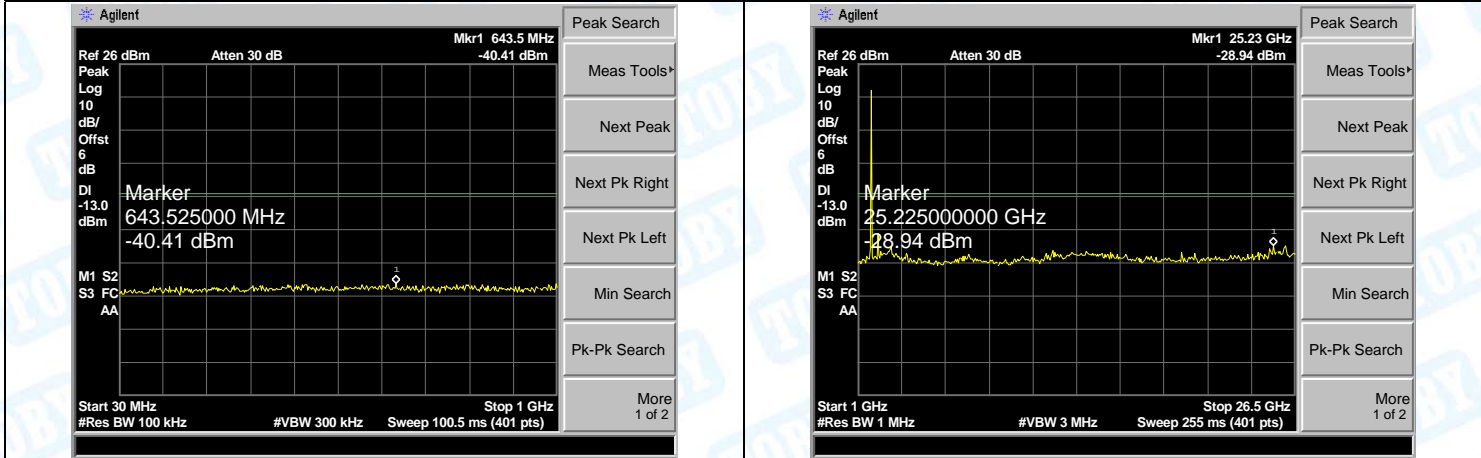 Agilent
Peak Search
Mkr1 643.5 MHz
Ref 26 dBm Atten 30 dB -40.41 dBm
Peak
Log
10
dB/
Offst
6
dB
DI
-13.0
dBm
Marker
643.525000 MHz
-40.41 dBm
1
M1 S2
S3 FC
AA
Start 30 MHz Stop 1 GHz
#Res BW 100 kHz #VBW 300 kHz Sweep 100.5 ms (401 pts)
Meas Tools
Next Peak
Next Pk Right
Next Pk Left
Min Search
Pk-Pk Search
More
1 of 2
Agilent
Peak Search
Mkr1 25.23 GHz
Ref 26 dBm Atten 30 dB -28.94 dBm
Peak
Log
10
dB/
Offst
6
dB
DI
-13.0
dBm
Marker
25.225000000 GHz
-28.94 dBm
1
M1 S2
S3 FC
AA
Start 1 GHz Stop 26.5 GHz
#Res BW 1 MHz #VBW 3 MHz Sweep 255 ms (401 pts)
Meas Tools
Next Peak
Next Pk Right
Next Pk Left
Min Search
Pk-Pk Search
More
1 of 2
TOBY